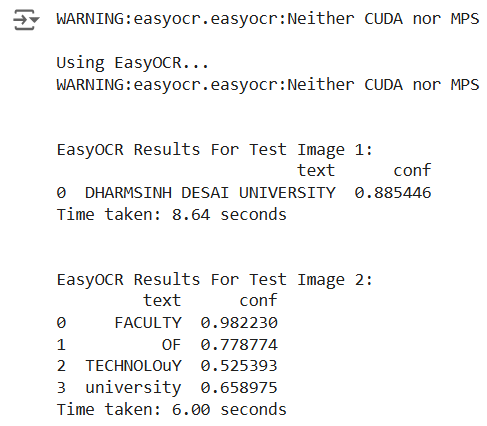 WARNING:easyocr.easyocr:Neither CUDA nor MPS
Using EasyOCR...
WARNING:easyocr.easyocr:Neither CUDA nor MPS
EasyOCR Results For Test Image 1:
text conf
0 DHARMSINH DESAI UNIVERSITY 0.885446
Time taken: 8.64 seconds
EasyOCR Results For Test Image 2:
text conf
0 FACULTY 0.982230
1 OF 0.778774
2 TECHNOLOuY 0.525393
3 university 0.658975
Time taken: 6.00 seconds